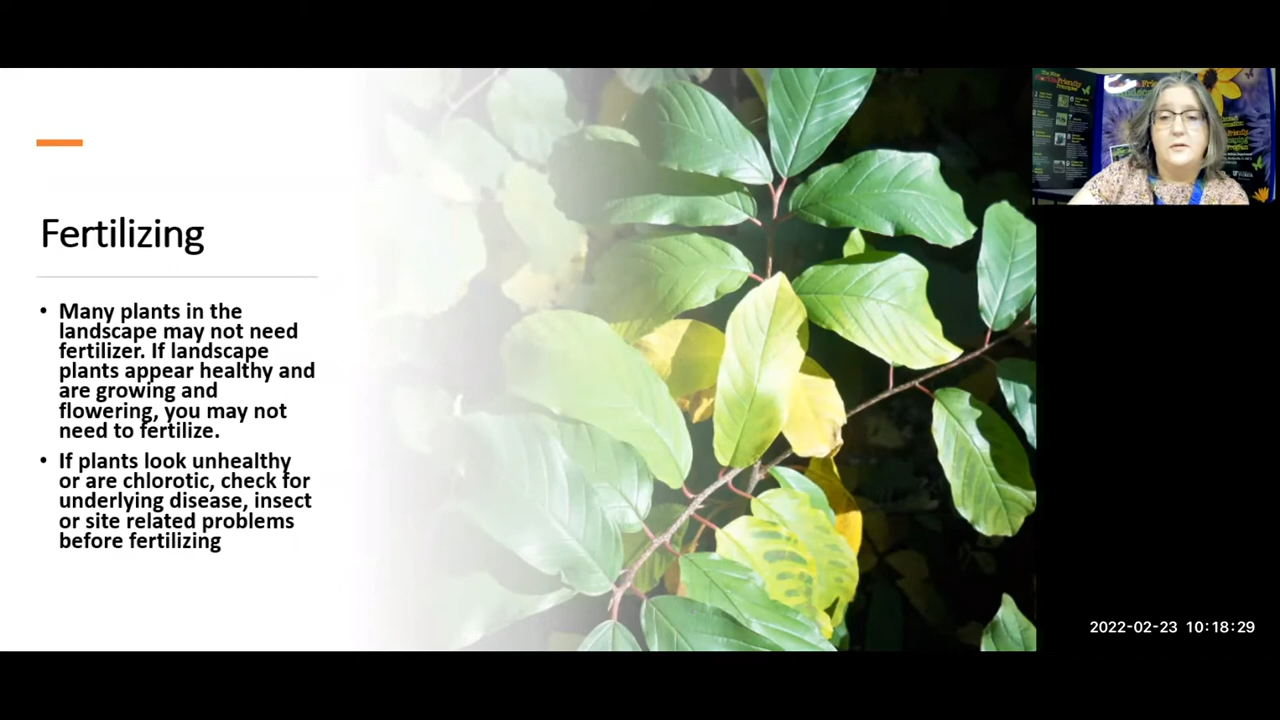 Fertilizing
• Many plants in the
landscape may not need
fertilizer. If landscape
plants appear healthy and
are growing and
flowering, you may not
need to fertilize.
• If plants look unhealthy
or are chlorotic, check for
underlying disease, insect
or site related problems
before fertilizing
2022-02-23 10:18:29